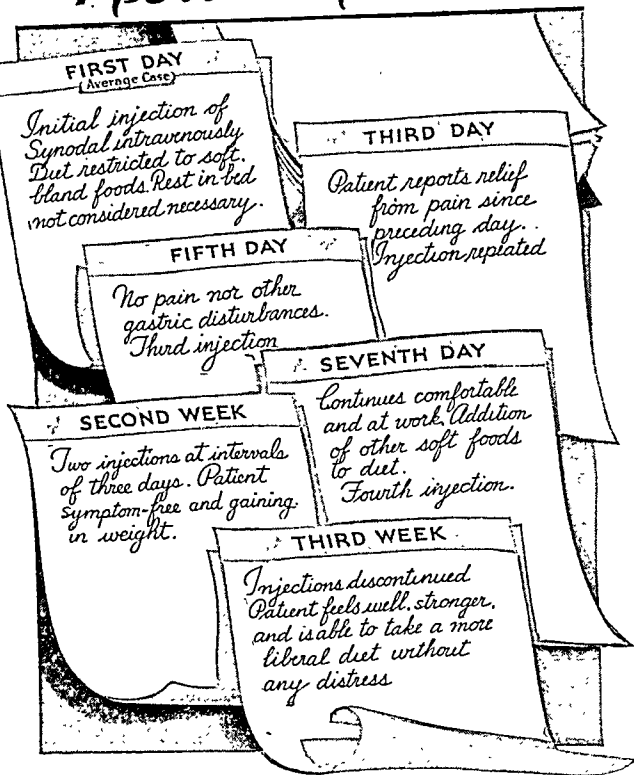 FIRST DAY
(Average Case)
Initial injection of
Synodal intravenously
Diet restricted to soft,
bland foods. Rest in bed
not considered necessary.
THIRD DAY
Patient reports relief
from pain since
preceding day.
Injection repeated
FIFTH DAY
No pain nor other
gastric disturbances.
Third injection
SEVENTH DAY
Continues comfortable
and at work. Addition
of other soft foods
to diet.
Fourth injection.
SECOND WEEK
Two injections at intervals
of three days. Patient
symptom-free and gaining
in weight.
THIRD WEEK
Injections discontinued
Patient feels well, stronger,
and is able to take a more
liberal diet without
any distress